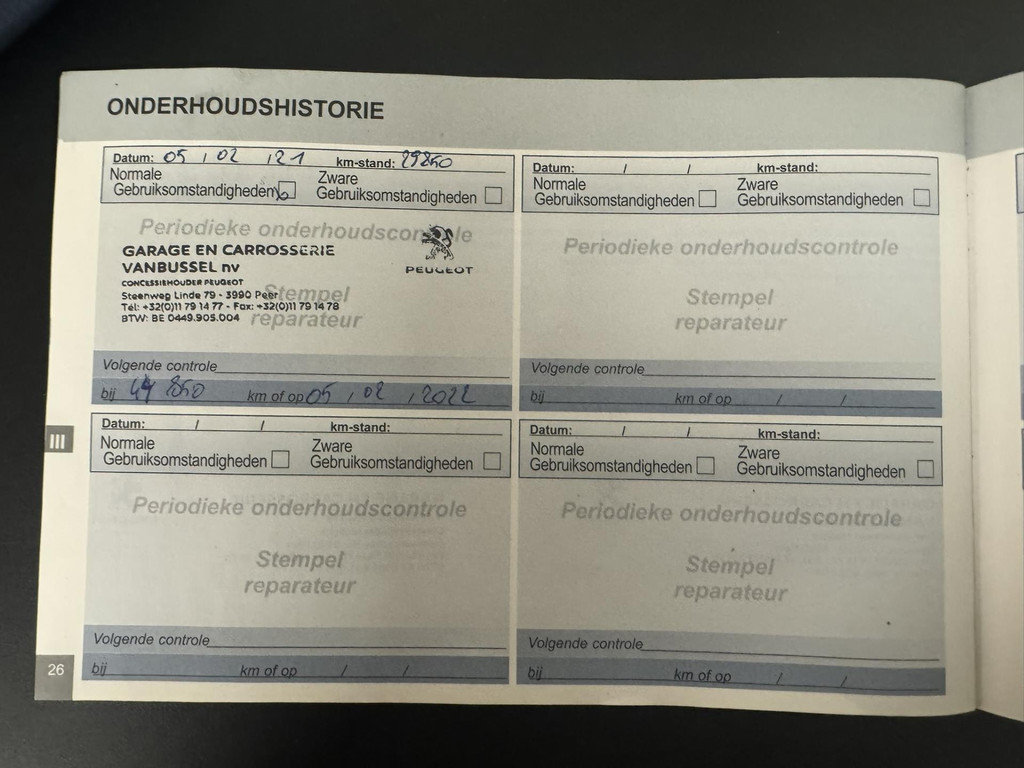 ONDERHOUDSHISTORIE
Datum: 05 / 02 / 21 km-stand: 29250
Normale Zware
Gebruiksomstandigheden Gebruiksomstandigheden
Periodieke onderhoudscontrole
GARAGE EN CARROSSERIE
VANBUSSEL nv
CONCESSIEHOUDER PEUGEOT
Steenweg Linde 79 - 3990 Peer
Tél: +32(0)11 79 14 77 - Fax: +32(0)11 79 14 78
BTW: BE 0449.905.004
PEUGEOT
Stempel
reparateur
Volgende controle
bij km of op 05 / 02 / 2022
Datum: / / km-stand:
Normale Zware
Gebruiksomstandigheden Gebruiksomstandigheden
Periodieke onderhoudscontrole
Stempel
reparateur
Volgende controle
bij km of op / /
III
Datum: / / km-stand:
Normale Zware
Gebruiksomstandigheden Gebruiksomstandigheden
Periodieke onderhoudscontrole
Stempel
reparateur
Volgende controle
bij km of op / /
Datum: / / km-stand:
Normale Zware
Gebruiksomstandigheden Gebruiksomstandigheden
Periodieke onderhoudscontrole
Stempel
reparateur
Volgende controle
bij km of op / /
26